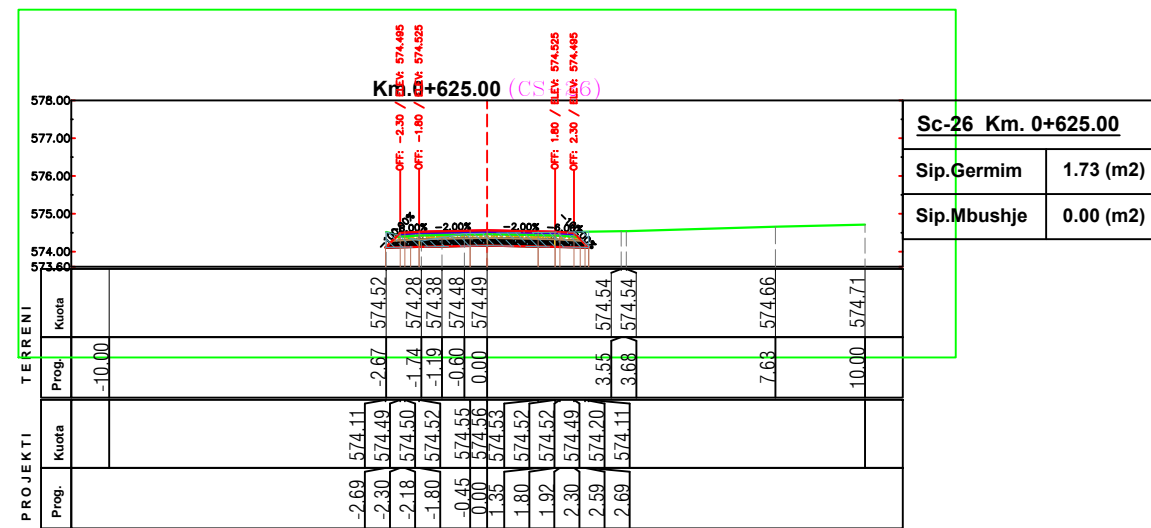 OFF: -2.30 / ELEV: 574.495
OFF: -1.80 / ELEV: 574.525
OFF: 1.80 / ELEV: 574.525
OFF: 2.30 / ELEV: 574.495
Km.0+625.00 (CS-26)
578.00
577.00
576.00
575.00
574.00
573.60
-2.00% -2.00% -6.00%
Sc-26 Km. 0+625.00
Sip.Germim 1.73 (m2)
Sip.Mbushje 0.00 (m2)
TERRENI
Kuota 574.52 574.28 574.38 574.48 574.49 574.54 574.54 574.66 574.71
Prog. -10.00 -2.67 -1.74 -1.19 -0.60 0.00 3.55 3.68 7.63 10.00
PROJEKTI
Kuota 574.11 574.49 574.50 574.52 574.55 574.56 574.53 574.52 574.52 574.49 574.20 574.11
Prog. -2.69 -2.30 -2.18 -1.80 -0.45 0.00 1.35 1.80 1.92 2.30 2.59 2.69